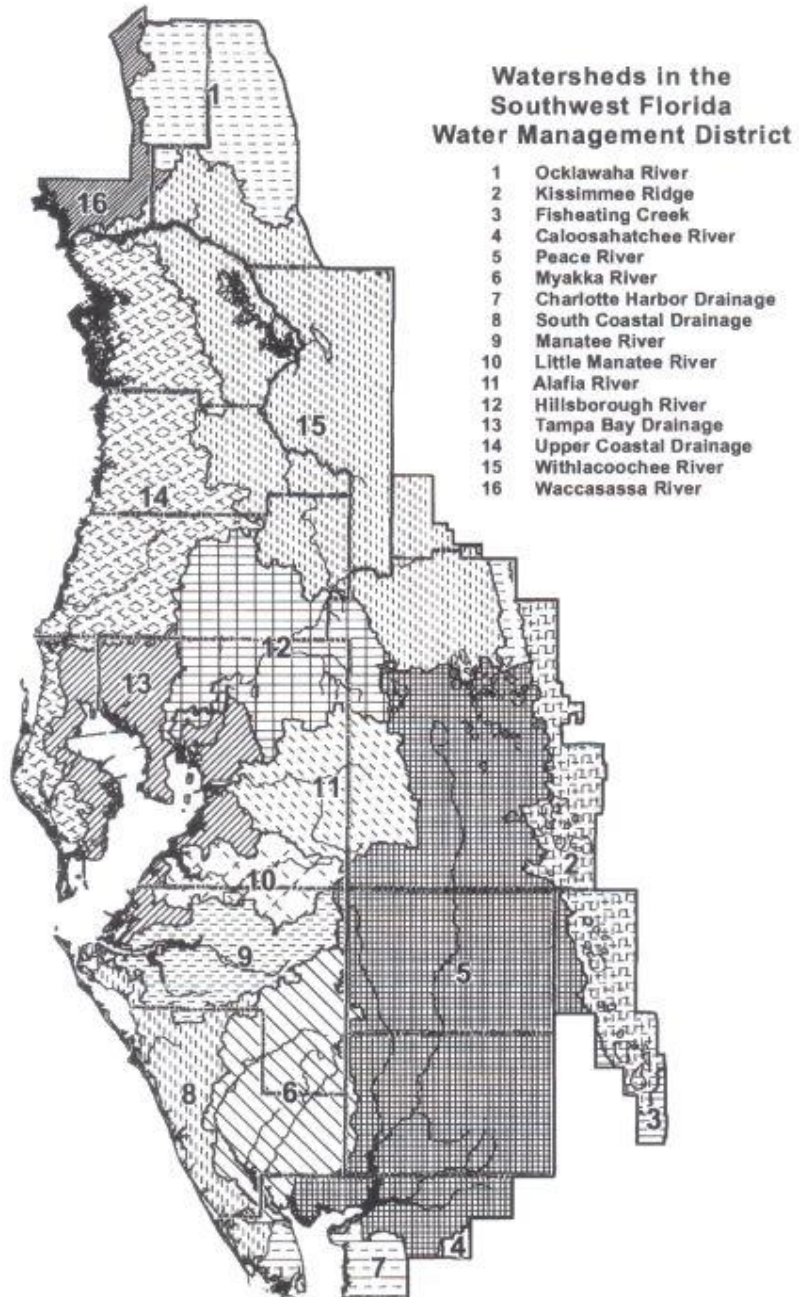 Watersheds in the
Southwest Florida
Water Management District
1 Ocklawaha River
2 Kissimmee Ridge
3 Fisheating Creek
4 Caloosahatchee River
5 Peace River
6 Myakka River
7 Charlotte Harbor Drainage
8 South Coastal Drainage
9 Manatee River
10 Little Manatee River
11 Alafia River
12 Hillsborough River
13 Tampa Bay Drainage
14 Upper Coastal Drainage
15 Withlacoochee River
16 Waccasassa River
1
16
15
14
12
13
11
2
10
9
5
8
6
3
4
7